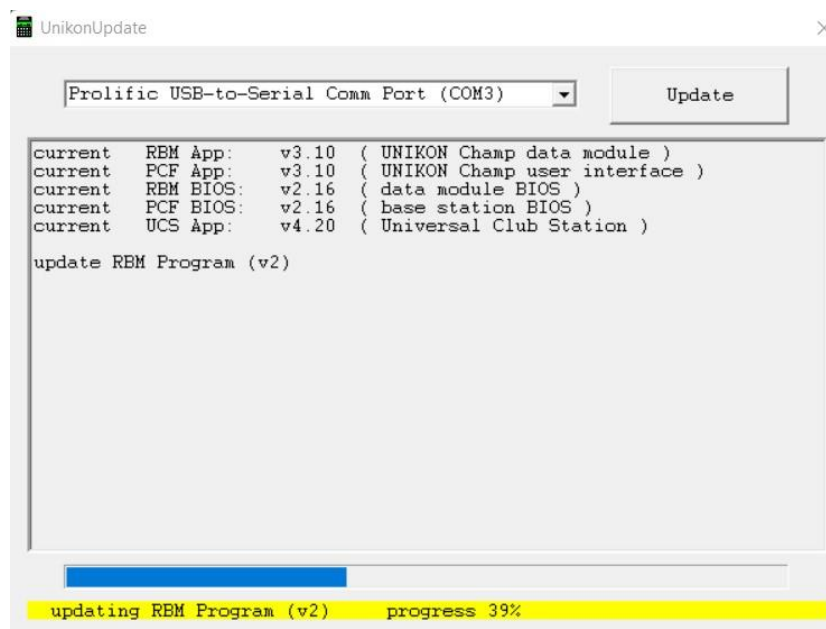 UnikonUpdate
Prolific USB-to-Serial Comm Port (COM3)
Update
current RBM App: v3.10 ( UNIKON Champ data module )
current PCF App: v3.10 ( UNIKON Champ user interface )
current RBM BIOS: v2.16 ( data module BIOS )
current PCF BIOS: v2.16 ( base station BIOS )
current UCS App: v4.20 ( Universal Club Station )
update RBM Program (v2)
updating RBM Program (v2) progress 39%